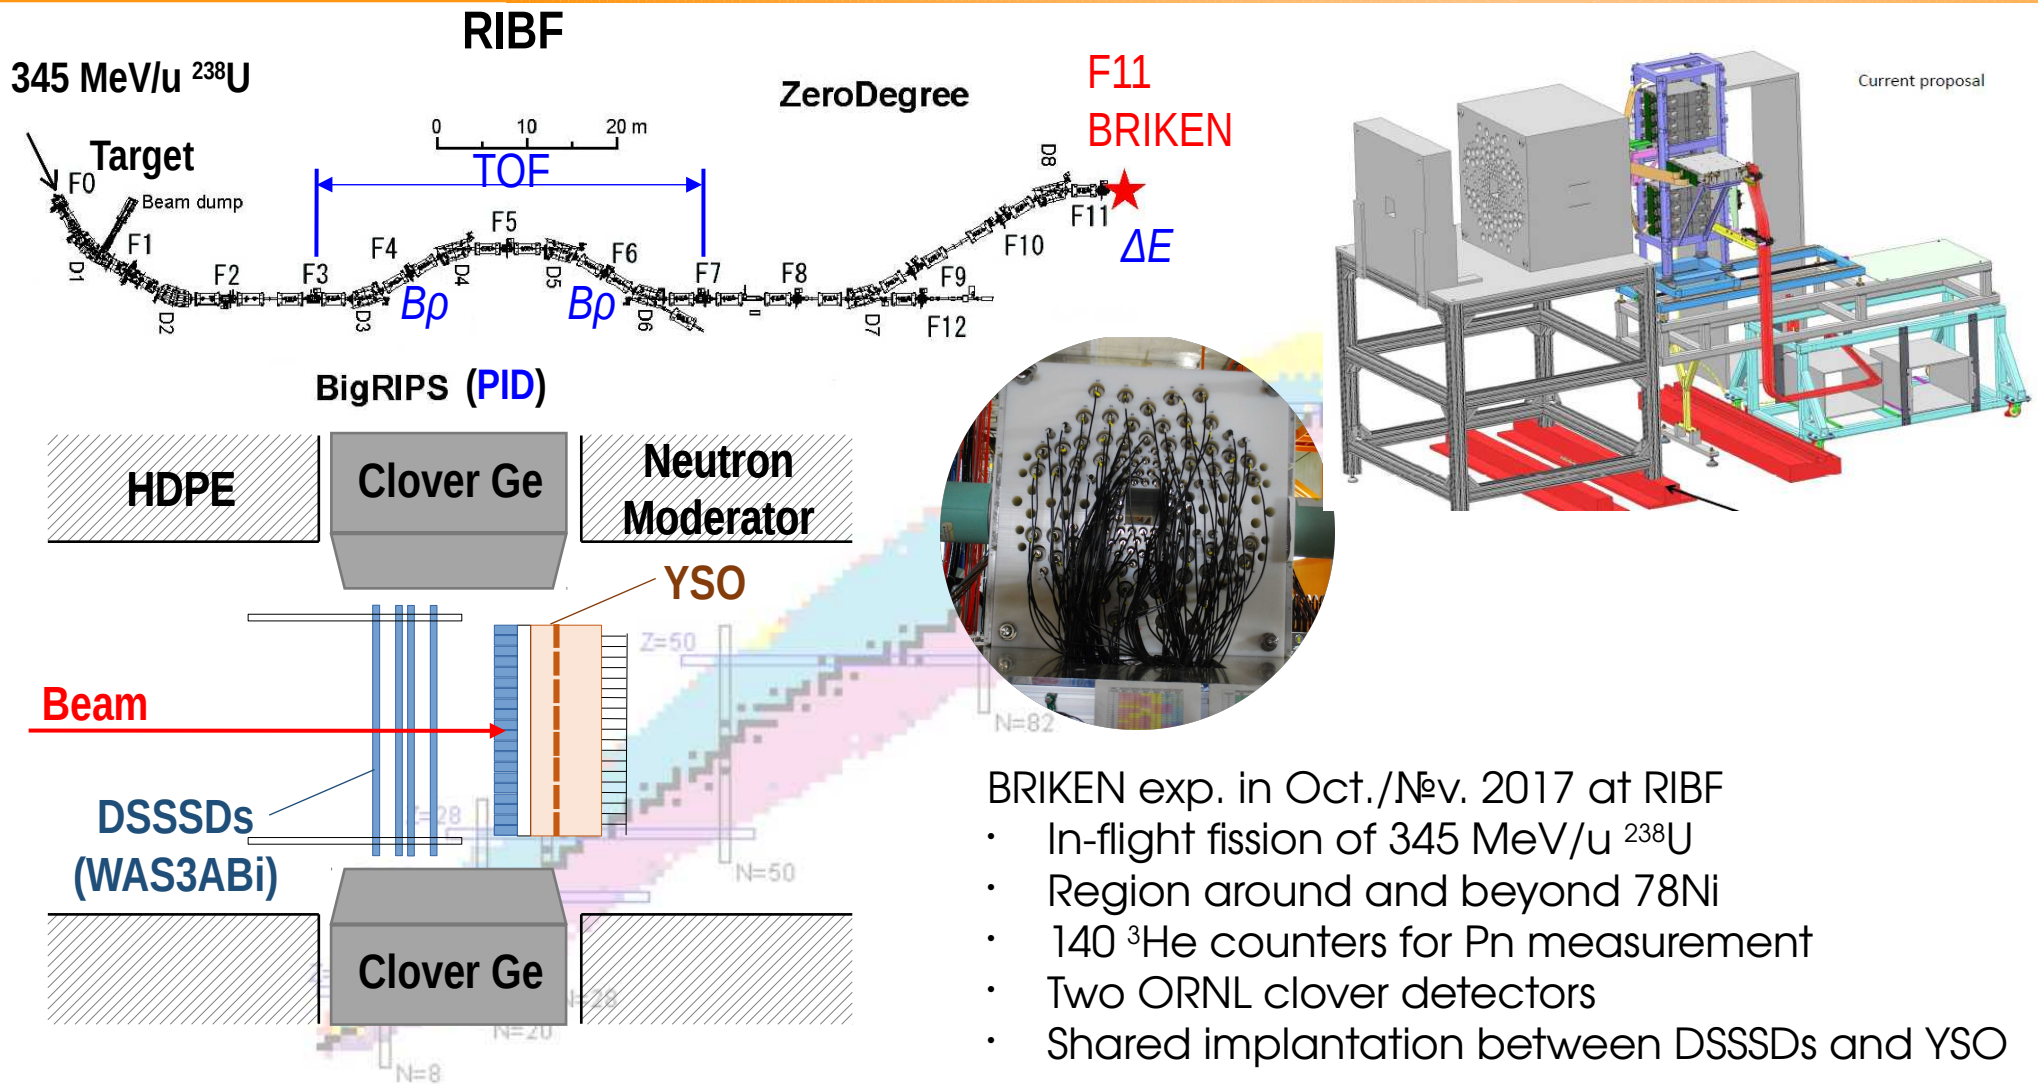 RIBF
345 MeV/u ²³⁸U
Target
F0
Beam dump
F1
D1
D2
F2
F3
D3
F4
Bρ
D4
F5
D5
F6
Bρ
D6
F7
F8
D7
F9
F12
F10
D8
F11
0 10 20 m
TOF
ZeroDegree
F11
BRIKEN
ΔE
BigRIPS (PID)
Current proposal
HDPE
Clover Ge
Neutron
Moderator
YSO
Beam
DSSSDs
(WAS3ABi)
Clover Ge
Z=50
N=82
Z=28
N=50
N=28
N=20
N=8
BRIKEN exp. in Oct./Nov. 2017 at RIBF
· In-flight fission of 345 MeV/u ²³⁸U
· Region around and beyond 78Ni
· 140 ³He counters for Pn measurement
· Two ORNL clover detectors
· Shared implantation between DSSSDs and YSO